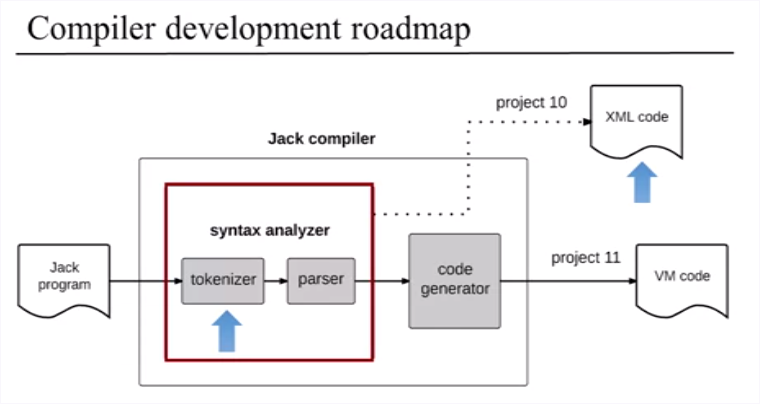 Compiler development roadmap
project 10
XML code
Jack compiler
syntax analyzer
Jack
program
tokenizer
parser
code
generator
project 11
VM code